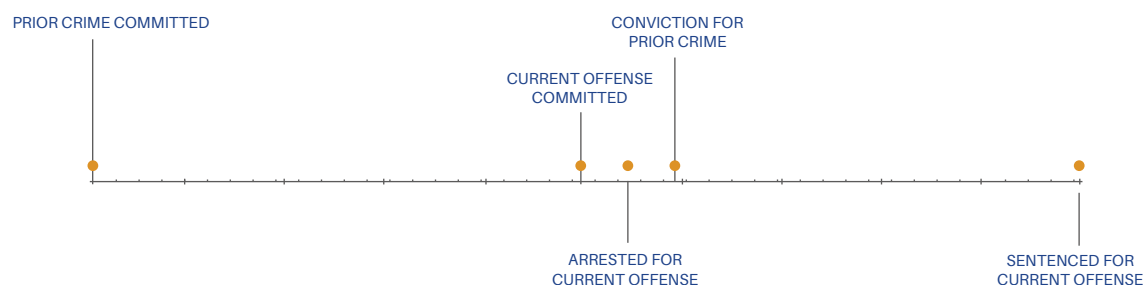 PRIOR CRIME COMMITTED
CONVICTION FOR
PRIOR CRIME
CURRENT OFFENSE
COMMITTED
ARRESTED FOR
CURRENT OFFENSE
SENTENCED FOR
CURRENT OFFENSE